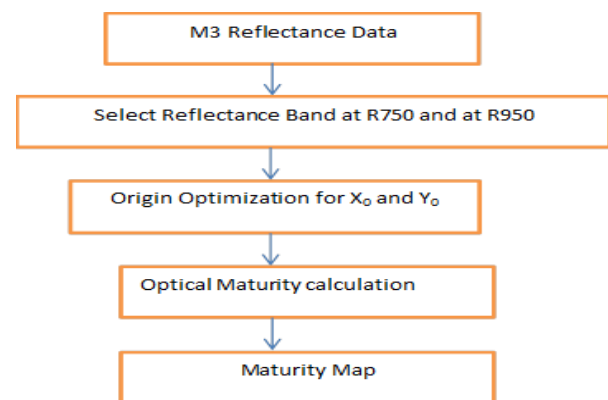 M3 Reflectance Data
Select Reflectance Band at R750 and at R950
Origin Optimization for X₀ and Y₀
Optical Maturity calculation
Maturity Map